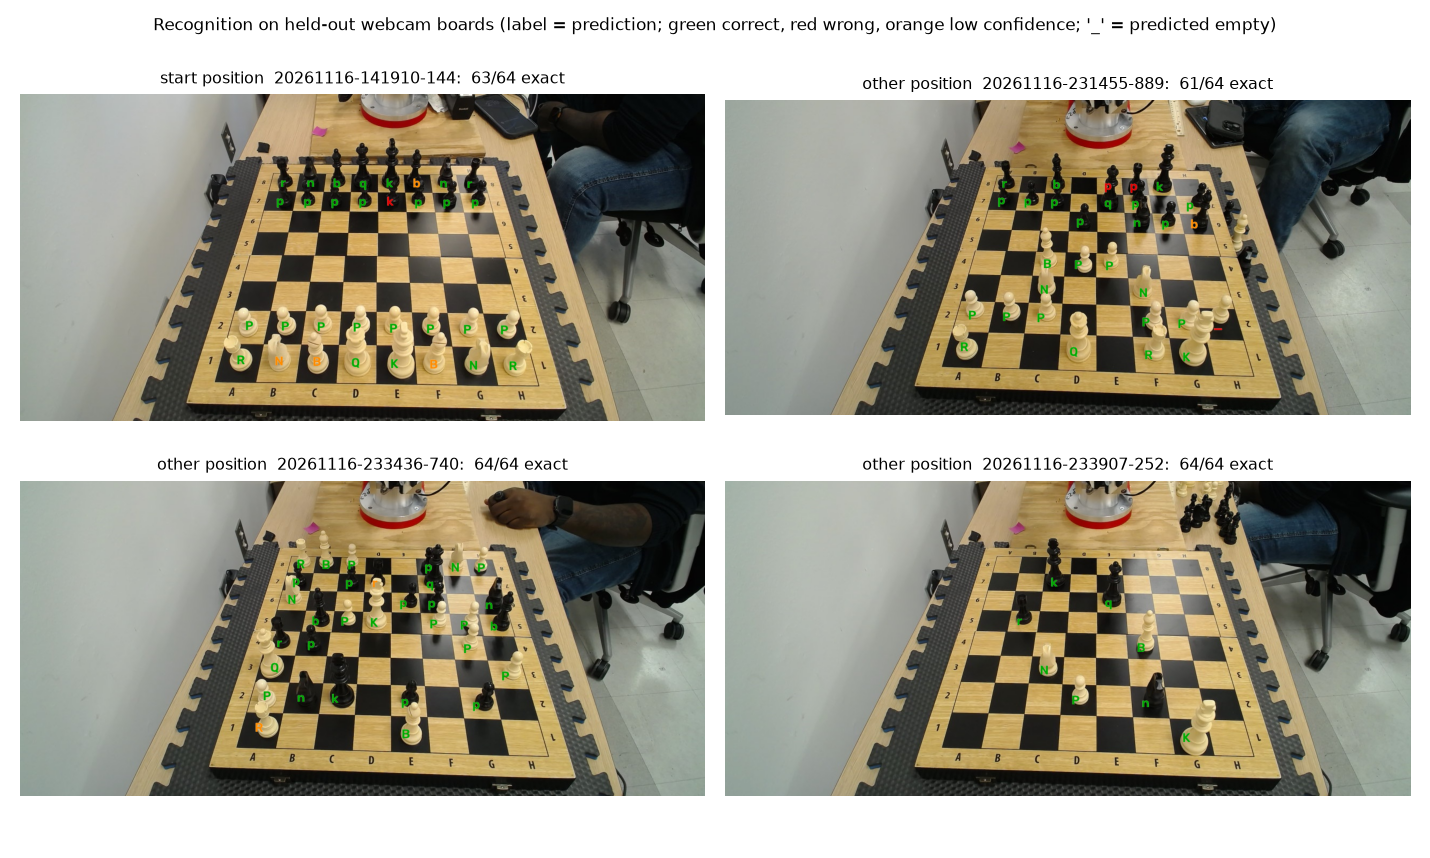 Recognition on held-out webcam boards (label = prediction; green correct, red wrong, orange low confidence; '_' = predicted empty)
start position 20261116-141910-144: 63/64 exact
r n b q k b n r
p p p p k p p p
P P P P P P P P
R N B Q K B N R
A B C D E F G H
other position 20261116-231455-889: 61/64 exact
r b p p k
p p p q p p
p n p b
B P P
N N
P P P P P _
R Q R K
A B C D E F G H
other position 20261116-233436-740: 64/64 exact
R B P p N P
p p q
N p p n
p P K P p
r p P
Q P
P n k p p
B
A B C D E F G H
other position 20261116-233907-252: 64/64 exact
k
q
r
R
N
P n
K
A B C D E F G H